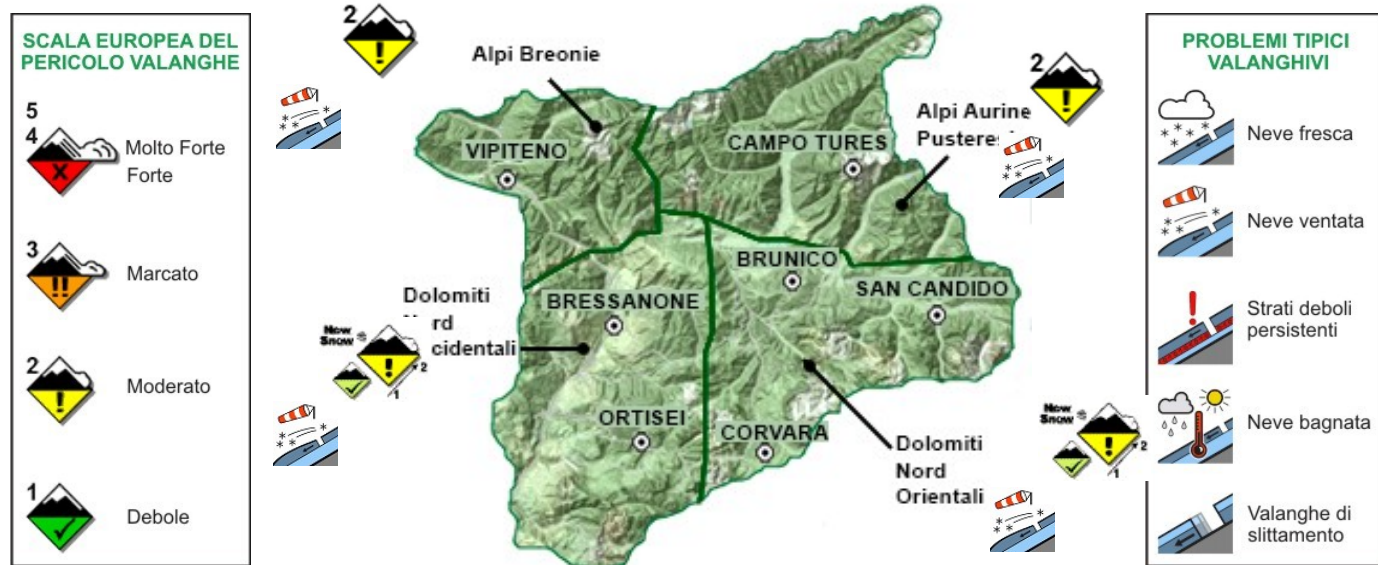 SCALA EUROPEA DEL
PERICOLO VALANGHE
5
4
Molto Forte
Forte
3
Marcato
2
Moderato
1
Debole
2
Alpi Breonie
VIPITENO
CAMPO TURES
2
Alpi Aurine
BRUNICO
SAN CANDIDO
BRESSANONE
Dolomiti
New
Snow
2
1
ORTISEI
CORVARA
Dolomiti
Nord
Orientali
New
Snow
2
1
PROBLEMI TIPICI
VALANGHIVI
Neve fresca
Neve ventata
Strati deboli
persistenti
Neve bagnata
Valanghe di
slittamento